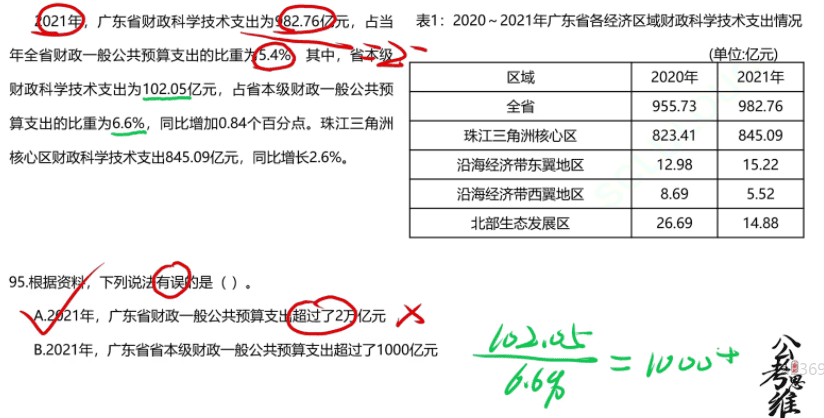 2021年，广东省财政科学技术支出为982.76亿元，占当
年全省财政一般公共预算支出的比重为5.4%。其中，省本级
财政科学技术支出为102.05亿元，占省本级财政一般公共预
算支出的比重为6.6%，同比增加0.84个百分点。珠江三角洲
核心区财政科学技术支出845.09亿元，同比增长2.6%。
表1：2020～2021年广东省各经济区域财政科学技术支出情况
(单位:亿元)
区域 2020年 2021年
全省 955.73 982.76
珠江三角洲核心区 823.41 845.09
沿海经济带东翼地区 12.98 15.22
沿海经济带西翼地区 8.69 5.52
北部生态发展区 26.69 14.88
95.根据资料，下列说法有误的是（ ）。
A.2021年，广东省财政一般公共预算支出超过了2万亿元
B.2021年，广东省省本级财政一般公共预算支出超过了1000亿元
102.05
6.6%
= 1000+
公考思维
369